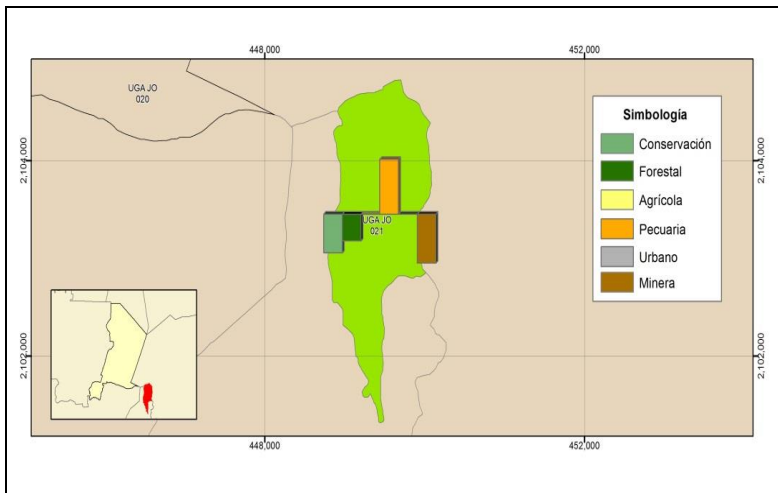 448,000
452,000
UGA JO
020
2,104,000
2,104,000
Simbología
Conservación
Forestal
Agrícola
Pecuaria
Urbano
Minera
UGA JO
021
2,102,000
2,102,000
448,000
452,000